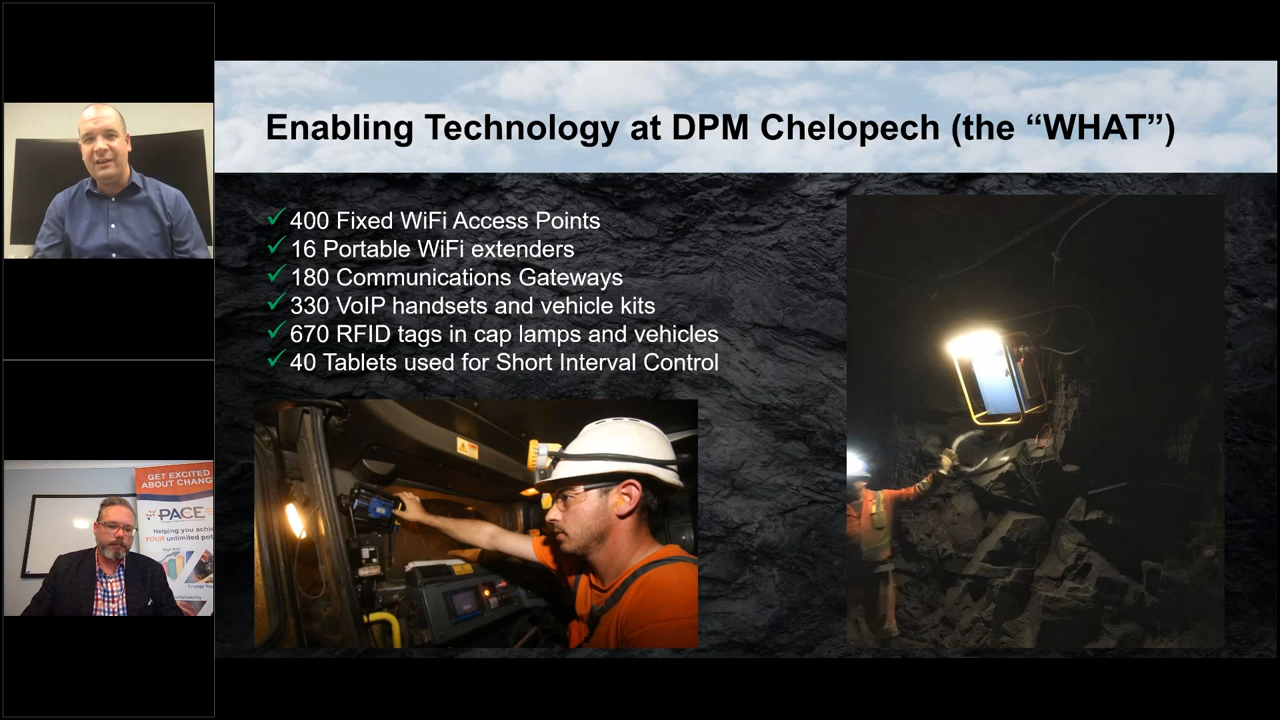 Enabling Technology at DPM Chelopech (the “WHAT”)
✓400 Fixed WiFi Access Points
✓16 Portable WiFi extenders
✓180 Communications Gateways
✓330 VoIP handsets and vehicle kits
✓670 RFID tags in cap lamps and vehicles
✓40 Tablets used for Short Interval Control
GET EXCITED
ABOUT CHANG
PACE
Helping you achie
YOUR unlimited pot